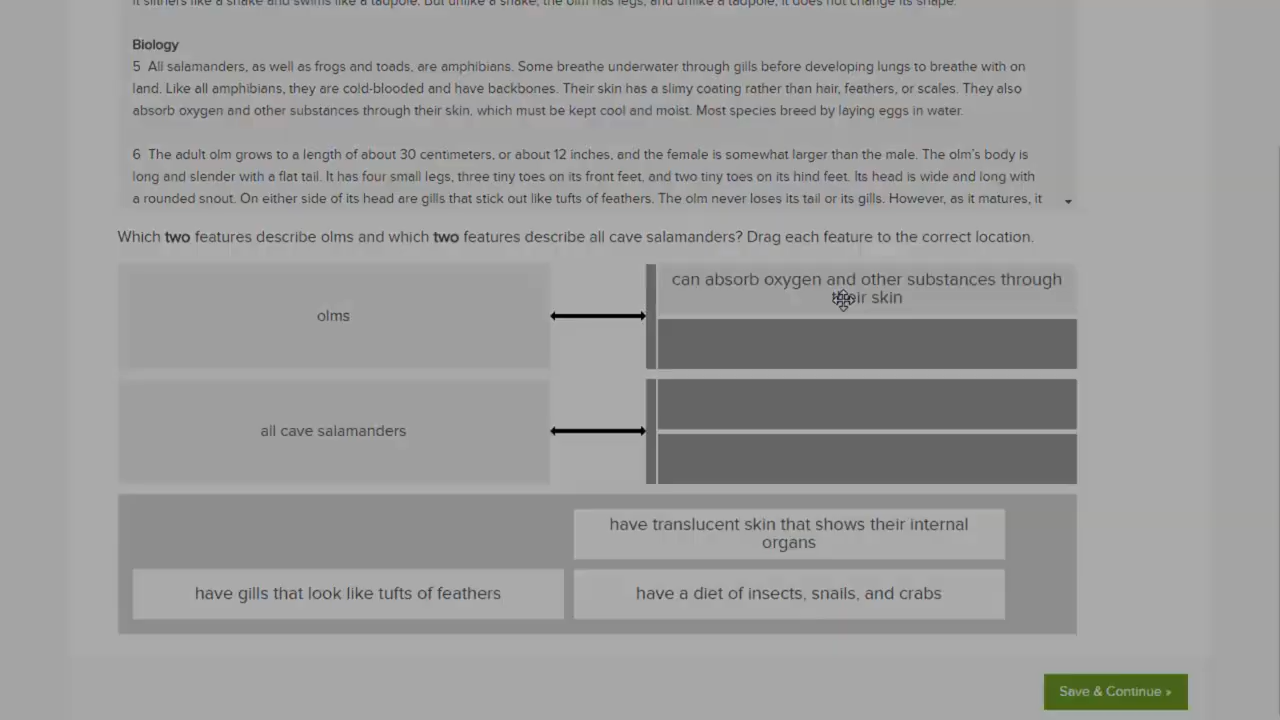 it slithers like a snake and swims like a tadpole. But unlike a snake, the olm has legs, and unlike a tadpole, it does not change its shape.
Biology
5 All salamanders, as well as frogs and toads, are amphibians. Some breathe underwater through gills before developing lungs to breathe with on
land. Like all amphibians, they are cold-blooded and have backbones. Their skin has a slimy coating rather than hair, feathers, or scales. They also
absorb oxygen and other substances through their skin, which must be kept cool and moist. Most species breed by laying eggs in water.
6 The adult olm grows to a length of about 30 centimeters, or about 12 inches, and the female is somewhat larger than the male. The olm's body is
long and slender with a flat tail. It has four small legs, three tiny toes on its front feet, and two tiny toes on its hind feet. Its head is wide and long with
a rounded snout. On either side of its head are gills that stick out like tufts of feathers. The olm never loses its tail or its gills. However, as it matures, it
Which two features describe olms and which two features describe all cave salamanders? Drag each feature to the correct location.
olms
can absorb oxygen and other substances through
their skin
all cave salamanders
have translucent skin that shows their internal
organs
have gills that look like tufts of feathers
have a diet of insects, snails, and crabs
Save & Continue »